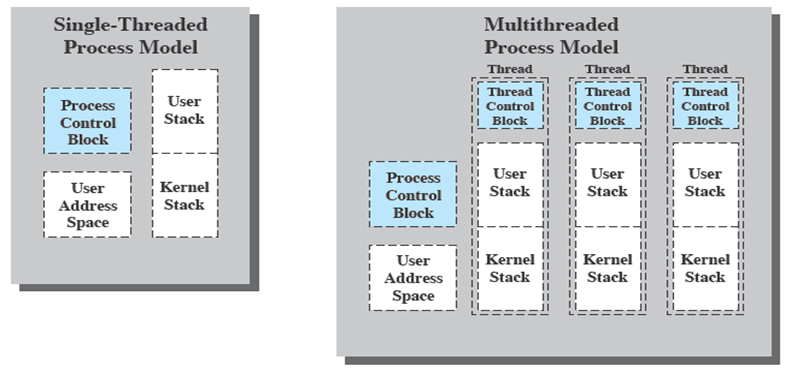 Single-Threaded
Process Model
Process
Control
Block
User
Stack
User
Address
Space
Kernel
Stack
Multithreaded
Process Model
Thread
Thread
Control
Block
User
Stack
Kernel
Stack
Thread
Thread
Control
Block
User
Stack
Kernel
Stack
Thread
Thread
Control
Block
User
Stack
Kernel
Stack
Process
Control
Block
User
Address
Space